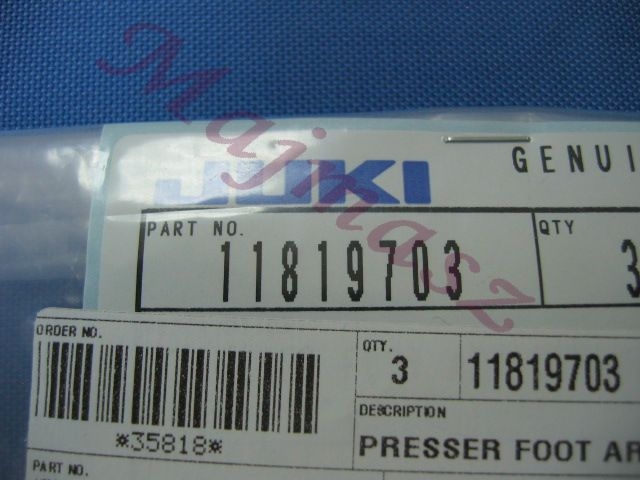 Majmasz
JUKI GENUI
PART NO. QTY
11819703 3
ORDER NO. QTY.
3 11819703
*35818* DESCRIPTION
PRESSER FOOT AR
PART NO.